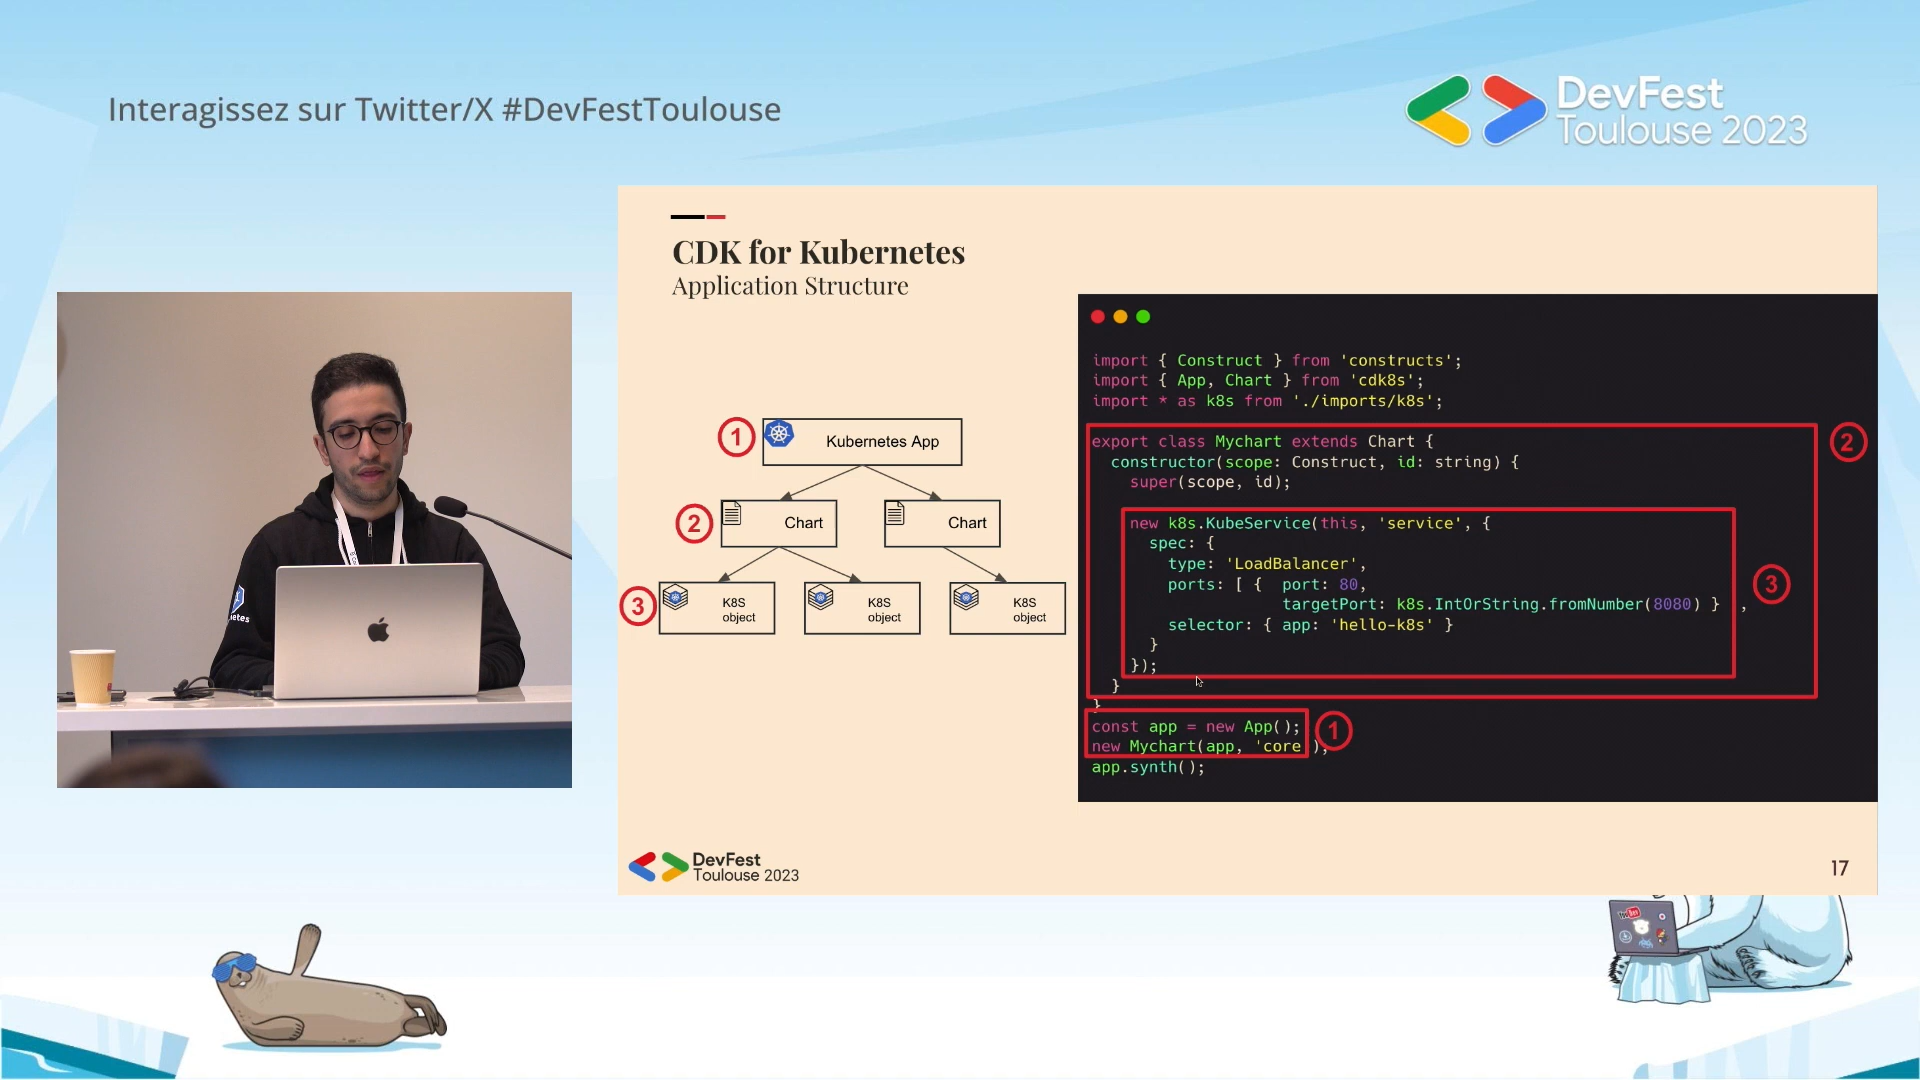 Interagissez sur Twitter/X #DevFestToulouse
DevFest
Toulouse 2023
CDK for Kubernetes
Application Structure
1
Kubernetes App
2
Chart
Chart
3
K8S
object
K8S
object
K8S
object
import { Construct } from 'constructs';
import { App, Chart } from 'cdk8s';
import * as k8s from './imports/k8s';
export class Mychart extends Chart {
2
constructor(scope: Construct, id: string) {
super(scope, id);
new k8s.KubeService(this, 'service', {
spec: {
type: 'LoadBalancer',
ports: [ { port: 80,
3
targetPort: k8s.IntOrString.fromNumber(8080) } ,
selector: { app: 'hello-k8s' }
}
});
}
}
const app = new App();
1
new Mychart(app, 'core );
app.synth();
DevFest
Toulouse 2023
17
etes